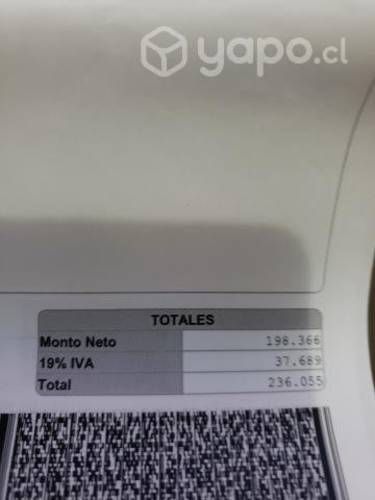 yapo.cl
TOTALES
Monto Neto 198.366
19% IVA 37.689
Total 236.055